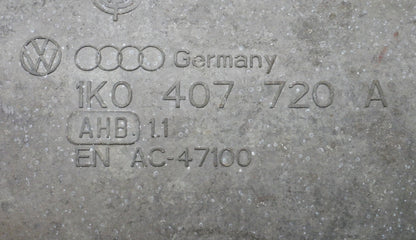 Germany
1K0 407 720 A
AHB. 1.1
EN AC-47100